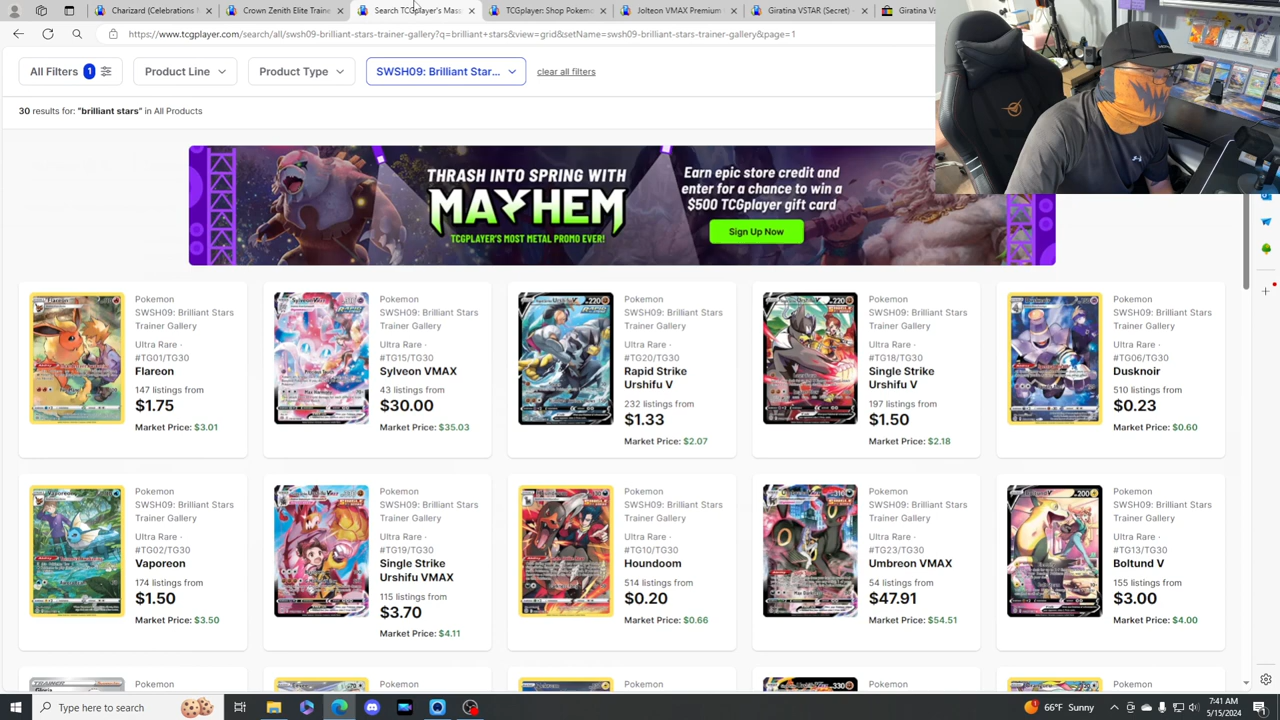 Charizard (Celebrations
Crown Zenith Elite Traine
Search TCGplayer's Mass
TCGplayer: Shop Pokemo
Jolteon VMAX Premium
Giratina VSTAR (Secret) -
Giratina VS
https://www.tcgplayer.com/search/all/swsh09-brilliant-stars-trainer-gallery?q=brilliant+stars&view=grid&setName=swsh09-brilliant-stars-trainer-gallery&page=1
All Filters 1
Product Line
Product Type
SWSH09: Brilliant Star...
clear all filters
30 results for: "brilliant stars" in All Products
THRASH INTO SPRING WITH
MAYHEM
TCGPLAYER'S MOST METAL PROMO EVER!
Earn epic store credit and
enter for a chance to win a
$500 TCGplayer gift card
Sign Up Now
Pokemon
SWSH09: Brilliant Stars
Trainer Gallery
Ultra Rare ·
#TG01/TG30
Flareon
147 listings from
$1.75
Market Price: $3.01
Pokemon
SWSH09: Brilliant Stars
Trainer Gallery
Ultra Rare ·
#TG15/TG30
Sylveon VMAX
43 listings from
$30.00
Market Price: $35.03
Pokemon
SWSH09: Brilliant Stars
Trainer Gallery
Ultra Rare ·
#TG20/TG30
Rapid Strike
Urshifu V
232 listings from
$1.33
Market Price: $2.07
Pokemon
SWSH09: Brilliant Stars
Trainer Gallery
Ultra Rare ·
#TG18/TG30
Single Strike
Urshifu V
197 listings from
$1.50
Market Price: $2.18
Pokemon
SWSH09: Brilliant Stars
Trainer Gallery
Ultra Rare ·
#TG06/TG30
Dusknoir
510 listings from
$0.23
Market Price: $0.60
Pokemon
SWSH09: Brilliant Stars
Trainer Gallery
Ultra Rare ·
#TG02/TG30
Vaporeon
174 listings from
$1.50
Market Price: $3.50
Pokemon
SWSH09: Brilliant Stars
Trainer Gallery
Ultra Rare ·
#TG19/TG30
Single Strike
Urshifu VMAX
115 listings from
$3.70
Market Price: $4.11
Pokemon
SWSH09: Brilliant Stars
Trainer Gallery
Ultra Rare ·
#TG10/TG30
Houndoom
514 listings from
$0.20
Market Price: $0.66
Pokemon
SWSH09: Brilliant Stars
Trainer Gallery
Ultra Rare ·
#TG23/TG30
Umbreon VMAX
54 listings from
$47.91
Market Price: $54.51
Pokemon
SWSH09: Brilliant Stars
Trainer Gallery
Ultra Rare ·
#TG13/TG30
Boltund V
155 listings from
$3.00
Market Price: $4.00
Pokemon
Pokemon
Pokemon
Pokemon
Pokemon
Type here to search
66°F Sunny
7:41 AM
5/15/2024